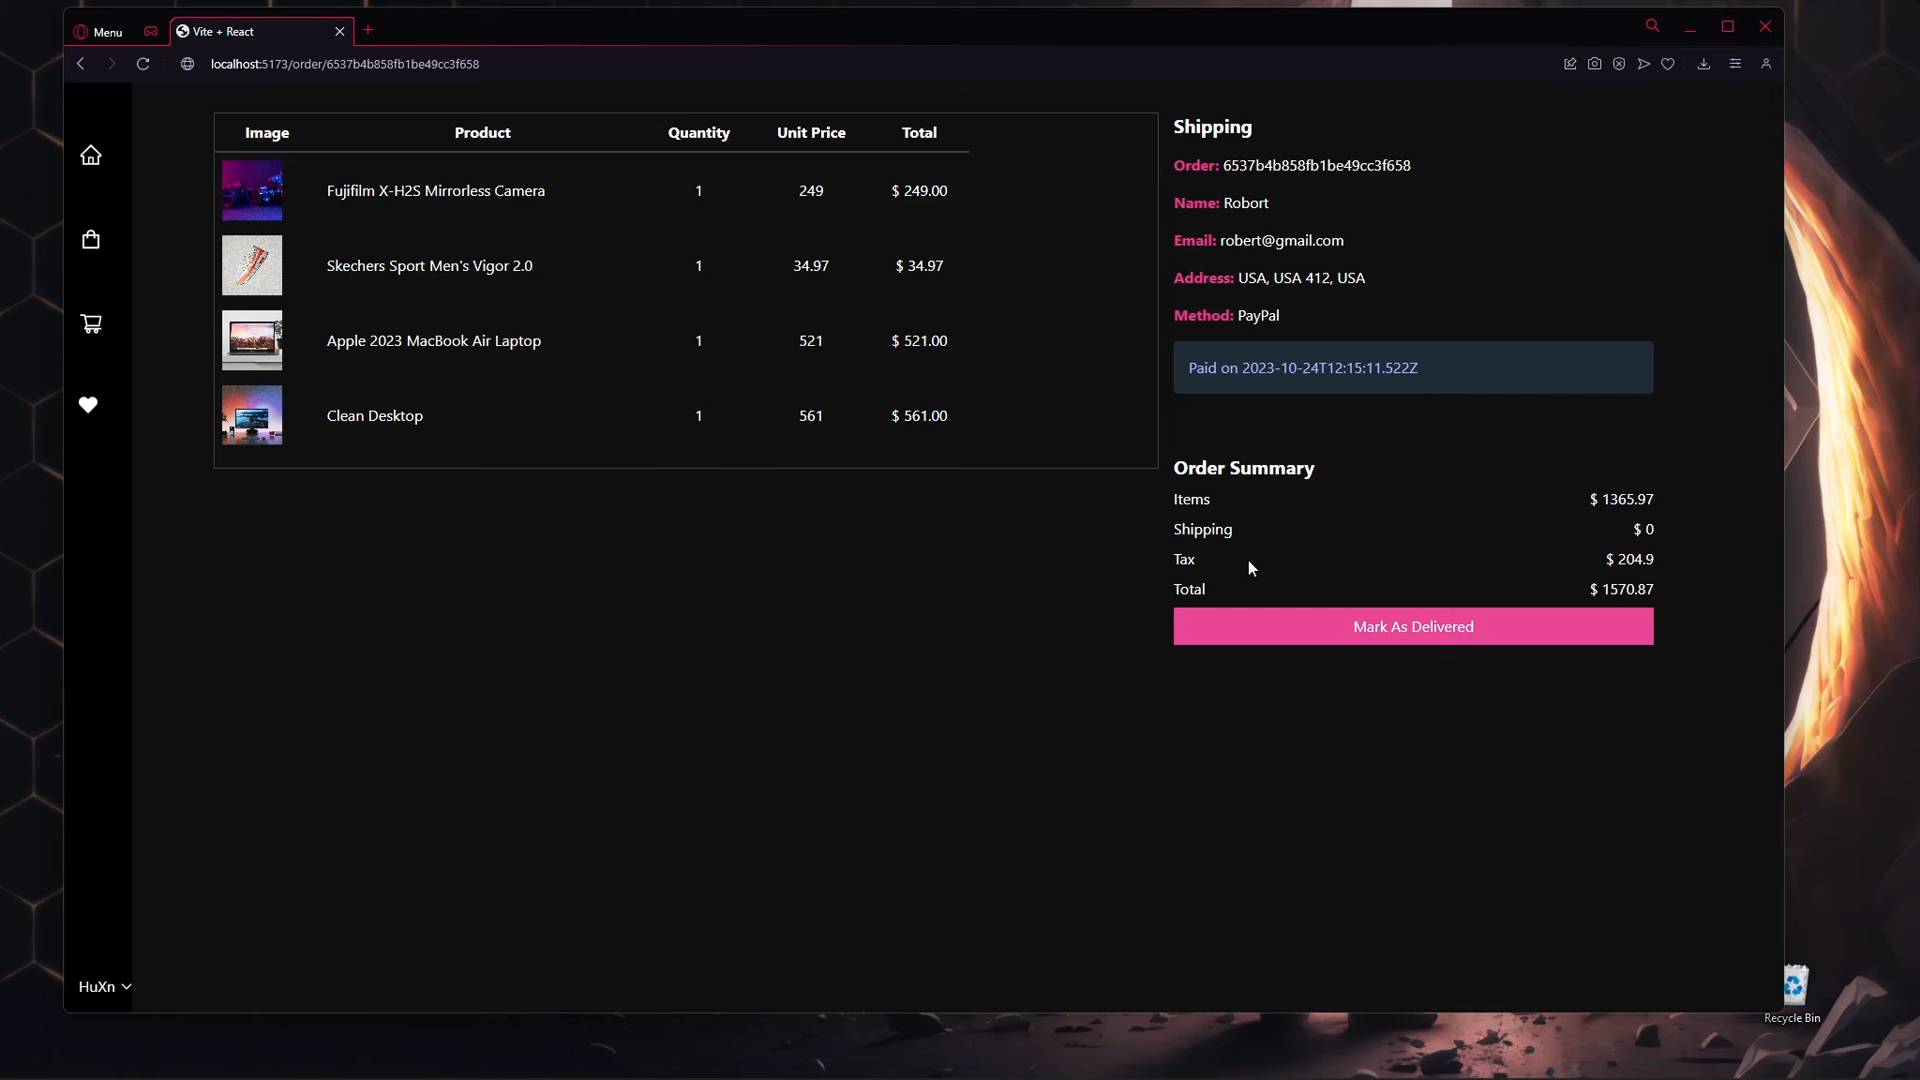 Menu
Vite + React
localhost:5173/order/6537b4b858fb1be49cc3f658
Image Product Quantity Unit Price Total
Fujifilm X-H2S Mirrorless Camera 1 249 $ 249.00
Skechers Sport Men's Vigor 2.0 1 34.97 $ 34.97
Apple 2023 MacBook Air Laptop 1 521 $ 521.00
Clean Desktop 1 561 $ 561.00
Shipping
Order: 6537b4b858fb1be49cc3f658
Name: Robort
Email: robert@gmail.com
Address: USA, USA 412, USA
Method: PayPal
Paid on 2023-10-24T12:15:11.522Z
Order Summary
Items $ 1365.97
Shipping $ 0
Tax $ 204.9
Total $ 1570.87
Mark As Delivered
HuXn
Recycle Bin